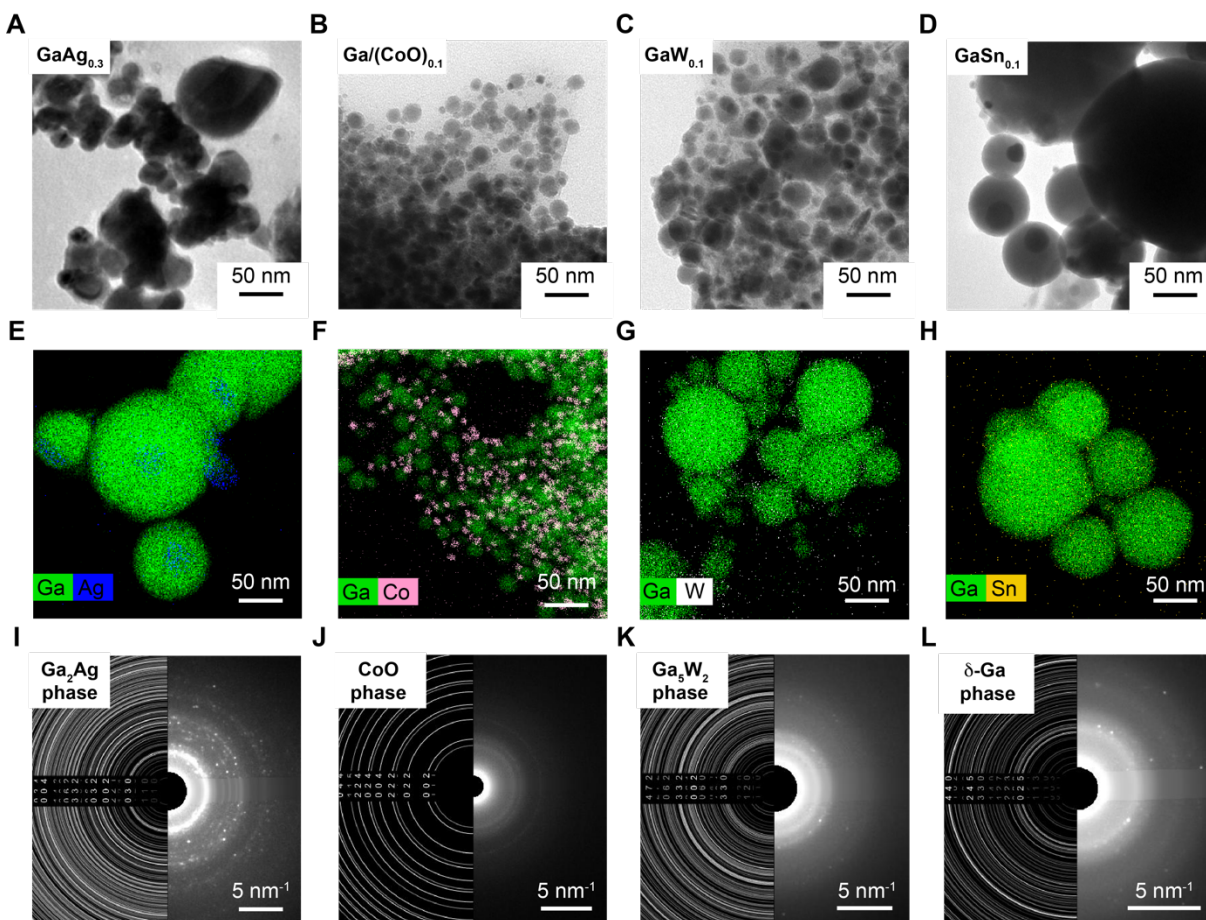 A
B
C
D
GaAg0.3
Ga/(CoO)0.1
GaW0.1
GaSn0.1
50 nm
50 nm
50 nm
50 nm
E
F
G
H
Ga Ag
50 nm
Ga Co
50 nm
Ga W
50 nm
Ga Sn
50 nm
I
J
K
L
Ga2Ag
phase
CoO
phase
Ga5W2
phase
δ-Ga
phase
5 nm-1
5 nm-1
5 nm-1
5 nm-1